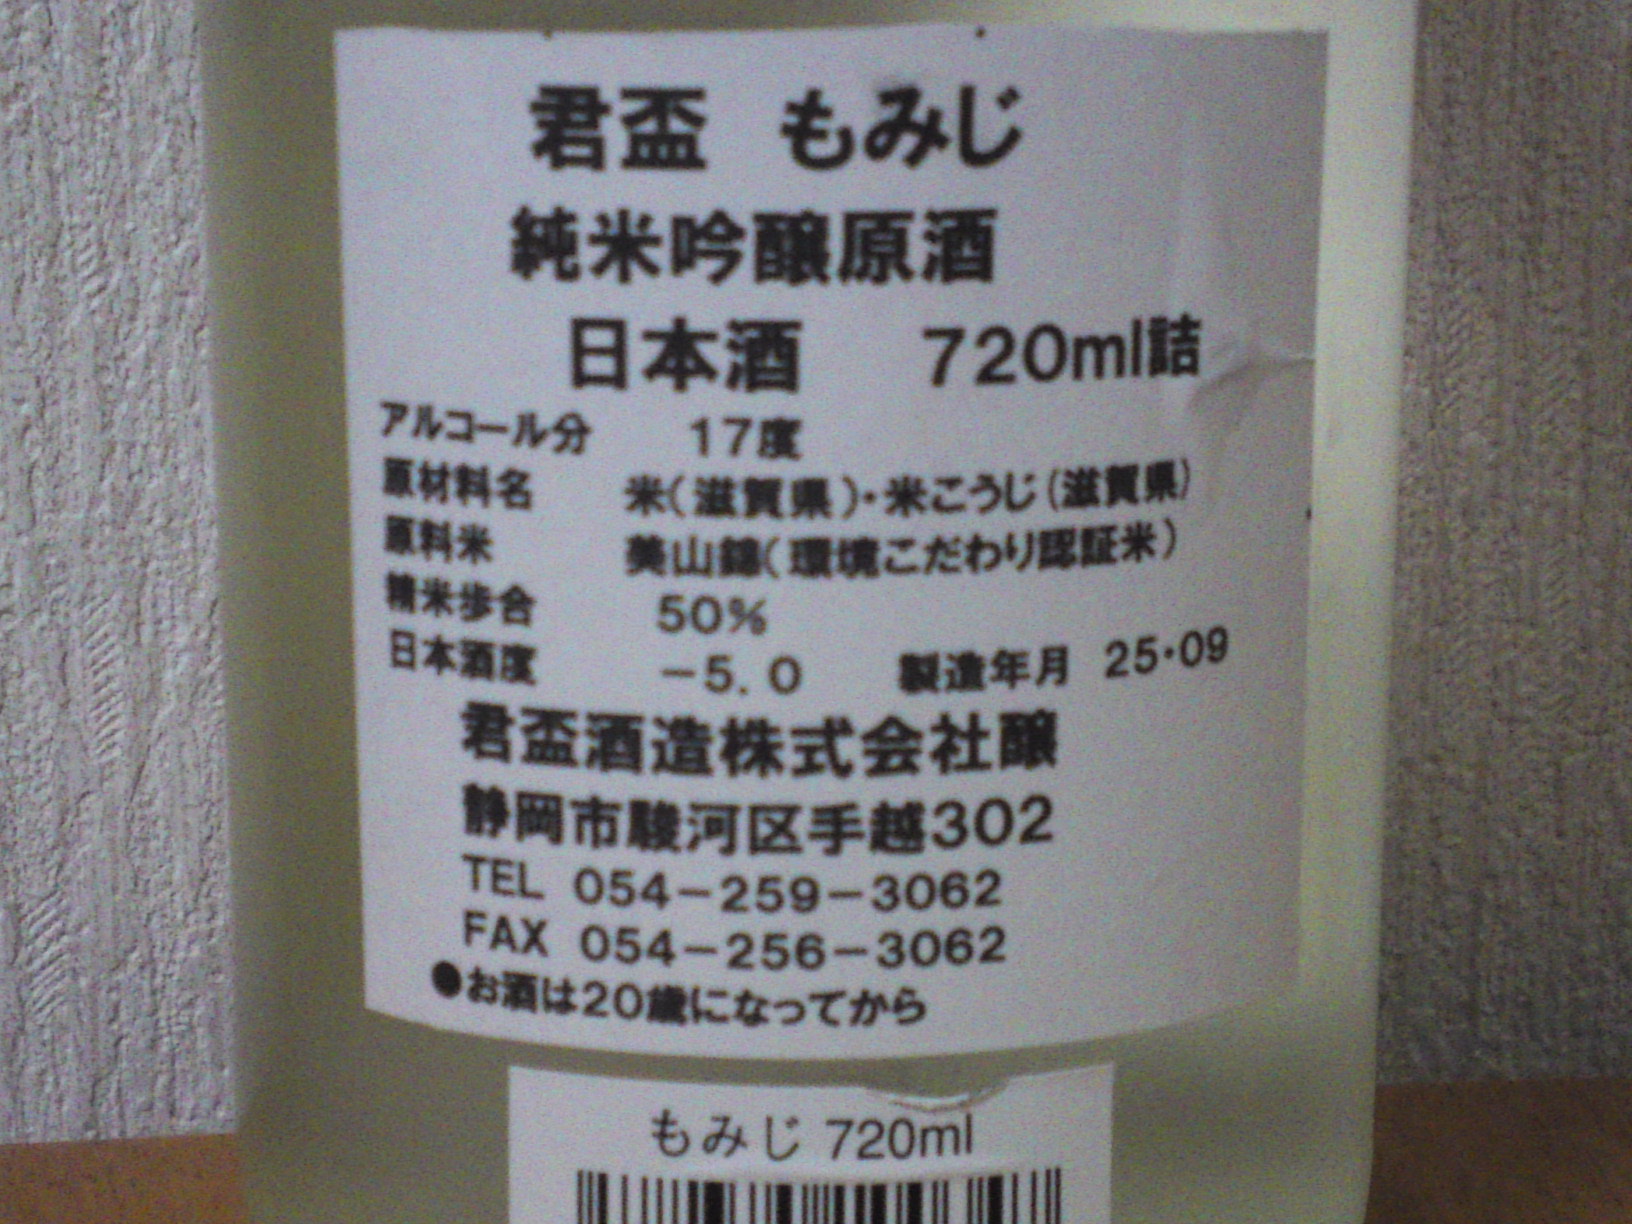 君盃 もみじ
純米吟醸原酒
日本酒 720ml詰
アルコール分 17度
原材料名 米(滋賀県)・米こうじ(滋賀県)
原料米 美山錦(環境こだわり認証米)
精米歩合 50%
日本酒度 −5.0 製造年月 25・09
君盃酒造株式会社醸
静岡市駿河区手越302
TEL 054−259−3062
FAX 054−256−3062
●お酒は20歳になってから
もみじ 720ml